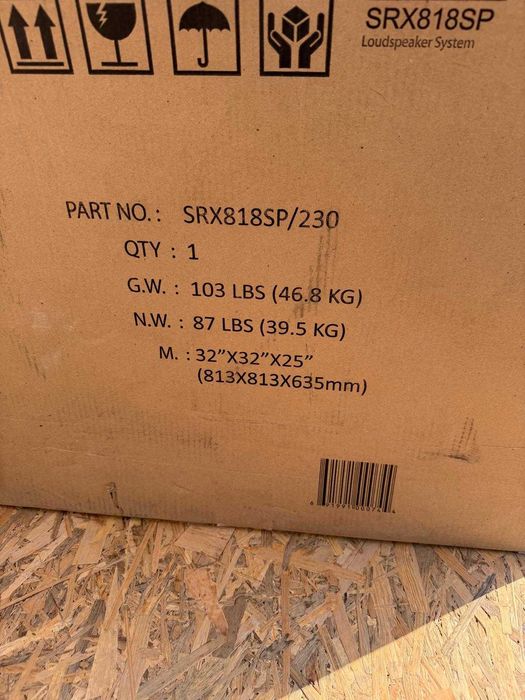 SRX818SP
Loudspeaker System
PART NO.: SRX818SP/230
QTY : 1
G.W. : 103 LBS (46.8 KG)
N.W. : 87 LBS (39.5 KG)
M. : 32”X32”X25”
(813X813X635mm)